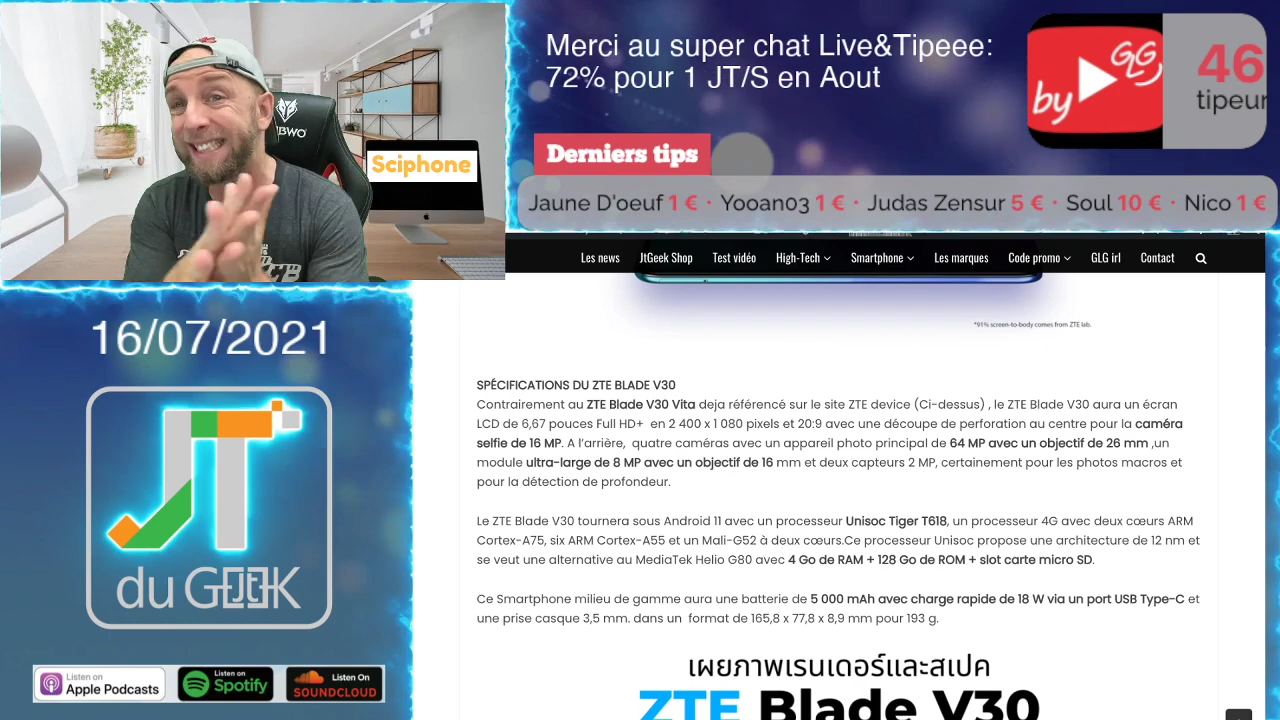 Merci au super chat Live&Tipeee:
72% pour 1 JT/S en Aout
by GLG
46
tipeur
Derniers tips
Jaune D'oeuf 1 € · Yooan03 1 € · Judas Zensur 5 € · Soul 10 € · Nico 1 €
Sciphone
Les news JtGeek Shop Test vidéo High-Tech Smartphone Les marques Code promo GLG irl Contact
*91% screen-to-body comes from ZTE lab.
16/07/2021
JT
du GJtEK
Listen on Apple Podcasts
Listen on Spotify
Listen On SOUNDCLOUD
SPÉCIFICATIONS DU ZTE BLADE V30
Contrairement au ZTE Blade V30 Vita deja référencé sur le site ZTE device (Ci-dessus) , le ZTE Blade V30 aura un écran
LCD de 6,67 pouces Full HD+ en 2 400 x 1 080 pixels et 20:9 avec une découpe de perforation au centre pour la caméra
selfie de 16 MP. A l’arrière, quatre caméras avec un appareil photo principal de 64 MP avec un objectif de 26 mm ,un
module ultra-large de 8 MP avec un objectif de 16 mm et deux capteurs 2 MP, certainement pour les photos macros et
pour la détection de profondeur.
Le ZTE Blade V30 tournera sous Android 11 avec un processeur Unisoc Tiger T618, un processeur 4G avec deux cœurs ARM
Cortex-A75, six ARM Cortex-A55 et un Mali-G52 à deux cœurs.Ce processeur Unisoc propose une architecture de 12 nm et
se veut une alternative au MediaTek Helio G80 avec 4 Go de RAM + 128 Go de ROM + slot carte micro SD.
Ce Smartphone milieu de gamme aura une batterie de 5 000 mAh avec charge rapide de 18 W via un port USB Type-C et
une prise casque 3,5 mm. dans un format de 165,8 x 77,8 x 8,9 mm pour 193 g.
เผยภาพเรนเดอร์และสเปค
ZTE Blade V30